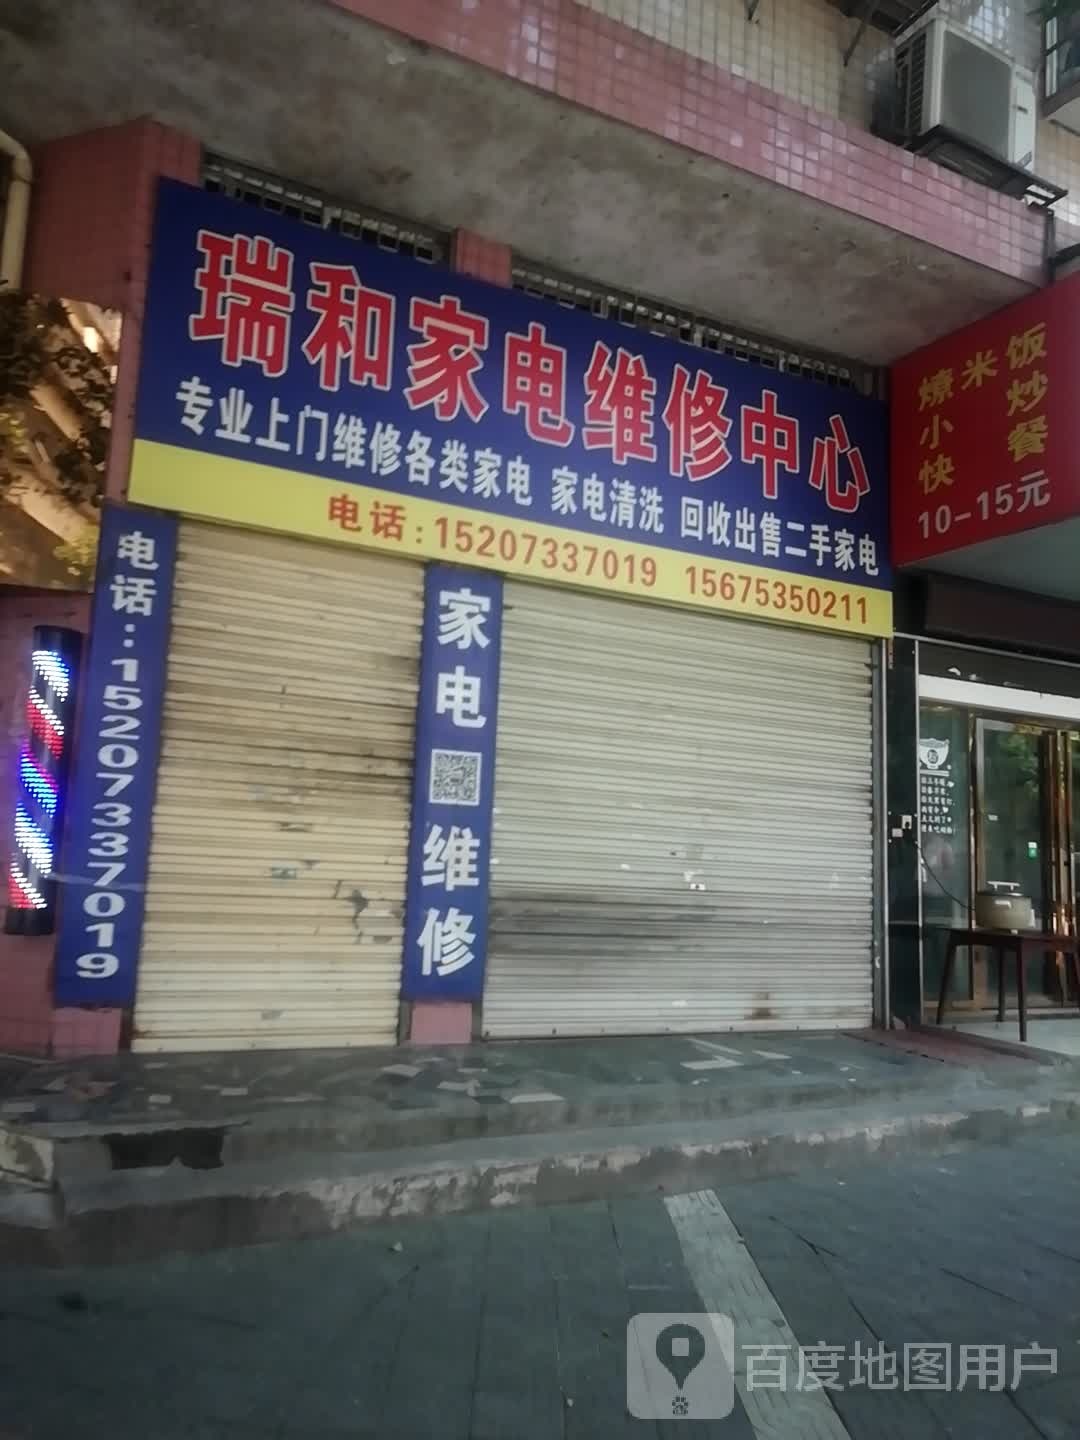 瑞和家电维修中心
专业上门维修各类家电 家电清洗 回收出售二手家电
电话:15207337019 15675350211
电话:15207337019
家电
维修
燎米饭
小炒
快餐
10-15元
百度地图用户